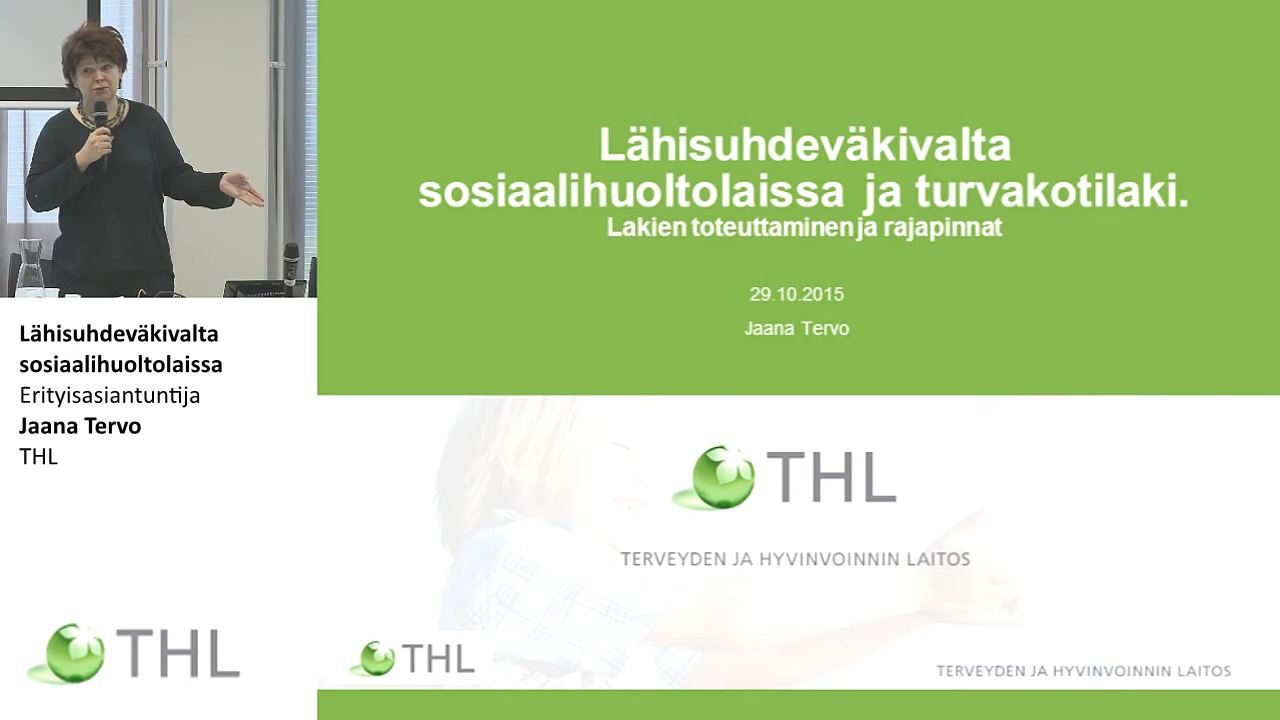 Lähisuhdeväkivalta
sosiaalihuoltolaissa ja turvakotilaki.
Lakien toteuttaminen ja rajapinnat
29.10.2015
Jaana Tervo
Lähisuhdeväkivalta
sosiaalihuoltolaissa
Erityisasiantuntija
Jaana Tervo
THL
THL
TERVEYDEN JA HYVINVOINNIN LAITOS
THL
THL
TERVEYDEN JA HYVINVOINNIN LAITOS